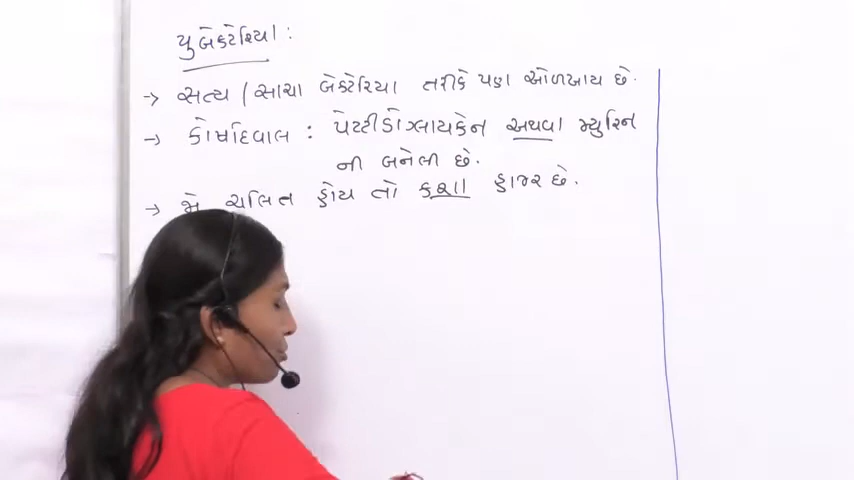 યુબેક્ટેરિયા :
→ સત્ય / સાચા બેક્ટેરિયા તરીકે પણ ઓળખાય છે.
→ કોષદિવાલ : પેપ્ટીડોગ્લાયકેન અથવા મ્યુરિન
ની બનેલી છે.
→ જો ચલિત હોય તો કશા હાજર છે.